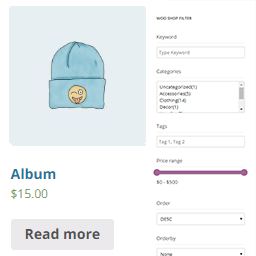 Album
$15.00
Read more
WOO SHOP FILTER
Keyword
Type Keyword
Categories
Uncategorized(1)
Accessories(5)
Clothing(14)
Decor(1)
Tags
Tag 1, Tag 2
Price range
$0 - $500
Order
DESC
Orderby
None